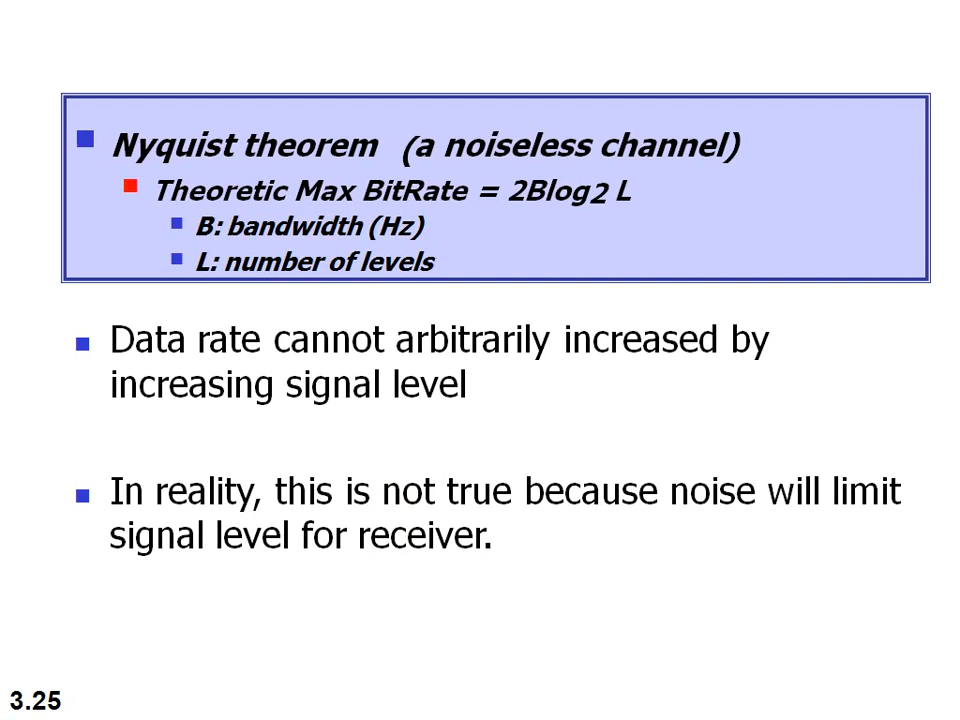 Nyquist theorem (a noiseless channel)
Theoretic Max BitRate = 2Blog2 L
B: bandwidth (Hz)
L: number of levels
Data rate cannot arbitrarily increased by
increasing signal level
In reality, this is not true because noise will limit
signal level for receiver.
3.25